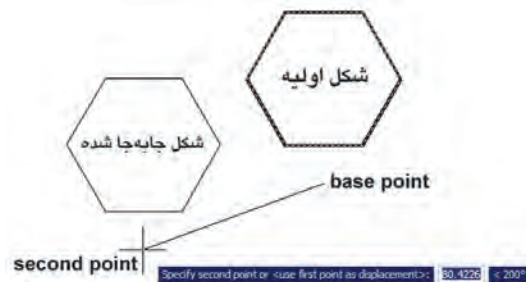 شکل اولیه
شکل جابه‌جا شده
base point
second point
Specify second point or <use first point as displacement>: 80.4226 < 200°